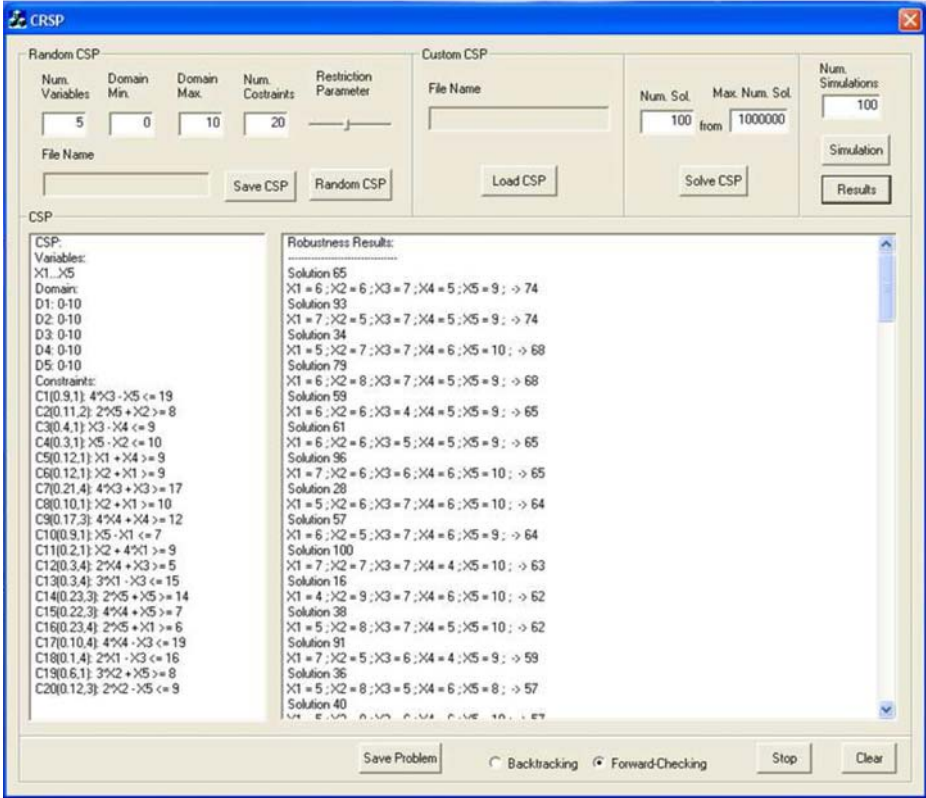 CRSP
Random CSP
Num. Variables
Domain Min.
Domain Max.
Num. Costraints
Restriction Parameter
5
0
10
20
File Name
Save CSP
Random CSP
Custom CSP
File Name
Load CSP
Num. Sol.
Max. Num. Sol.
100 from 1000000
Solve CSP
Num. Simulations
100
Simulation
Results
CSP
CSP:
Variables:
X1...X5
Domain:
D1: 0-10
D2: 0-10
D3: 0-10
D4: 0-10
D5: 0-10
Constraints:
C1(0.9,1): 4*X3 - X5 <= 19
C2(0.11,2): 2*X5 + X2 >= 8
C3(0.4,1): X3 - X4 <= 9
C4(0.3,1): X5 - X2 <= 10
C5(0.12,1): X1 + X4 >= 9
C6(0.12,1): X2 + X1 >= 9
C7(0.21,4): 4*X3 + X3 >= 17
C8(0.10,1): X2 + X1 >= 10
C9(0.17,3): 4*X4 + X4 >= 12
C10(0.9,1): X5 - X1 <= 7
C11(0.2,1): X2 + 4*X1 >= 9
C12(0.3,4): 2*X4 + X3 >= 5
C13(0.3,4): 3*X1 - X3 <= 15
C14(0.23,3): 2*X5 + X5 >= 14
C15(0.22,3): 4*X4 + X5 >= 7
C16(0.23,4): 2*X5 + X1 >= 6
C17(0.10,4): 4*X4 - X3 <= 19
C18(0.1,4): 2*X1 - X3 <= 16
C19(0.6,1): 3*X2 + X5 >= 8
C20(0.12,3): 2*X2 - X5 <= 9
Robustness Results:
-------------------------------
Solution 65
X1 = 6 ;X2 = 6 ;X3 = 7 ;X4 = 5 ;X5 = 9 ; -> 74
Solution 93
X1 = 7 ;X2 = 5 ;X3 = 7 ;X4 = 5 ;X5 = 9 ; -> 74
Solution 34
X1 = 5 ;X2 = 7 ;X3 = 7 ;X4 = 6 ;X5 = 10 ; -> 68
Solution 79
X1 = 6 ;X2 = 8 ;X3 = 7 ;X4 = 5 ;X5 = 9 ; -> 68
Solution 59
X1 = 6 ;X2 = 6 ;X3 = 4 ;X4 = 5 ;X5 = 9 ; -> 65
Solution 61
X1 = 6 ;X2 = 6 ;X3 = 5 ;X4 = 5 ;X5 = 9 ; -> 65
Solution 96
X1 = 7 ;X2 = 6 ;X3 = 6 ;X4 = 6 ;X5 = 10 ; -> 65
Solution 28
X1 = 5 ;X2 = 6 ;X3 = 7 ;X4 = 6 ;X5 = 10 ; -> 64
Solution 57
X1 = 6 ;X2 = 5 ;X3 = 7 ;X4 = 5 ;X5 = 9 ; -> 64
Solution 100
X1 = 7 ;X2 = 7 ;X3 = 7 ;X4 = 4 ;X5 = 10 ; -> 63
Solution 16
X1 = 4 ;X2 = 9 ;X3 = 7 ;X4 = 6 ;X5 = 10 ; -> 62
Solution 38
X1 = 5 ;X2 = 8 ;X3 = 7 ;X4 = 5 ;X5 = 10 ; -> 62
Solution 91
X1 = 7 ;X2 = 5 ;X3 = 6 ;X4 = 4 ;X5 = 9 ; -> 59
Solution 36
X1 = 5 ;X2 = 8 ;X3 = 5 ;X4 = 6 ;X5 = 8 ; -> 57
Solution 40
Save Problem
Backtracking
Forward-Checking
Stop
Clear